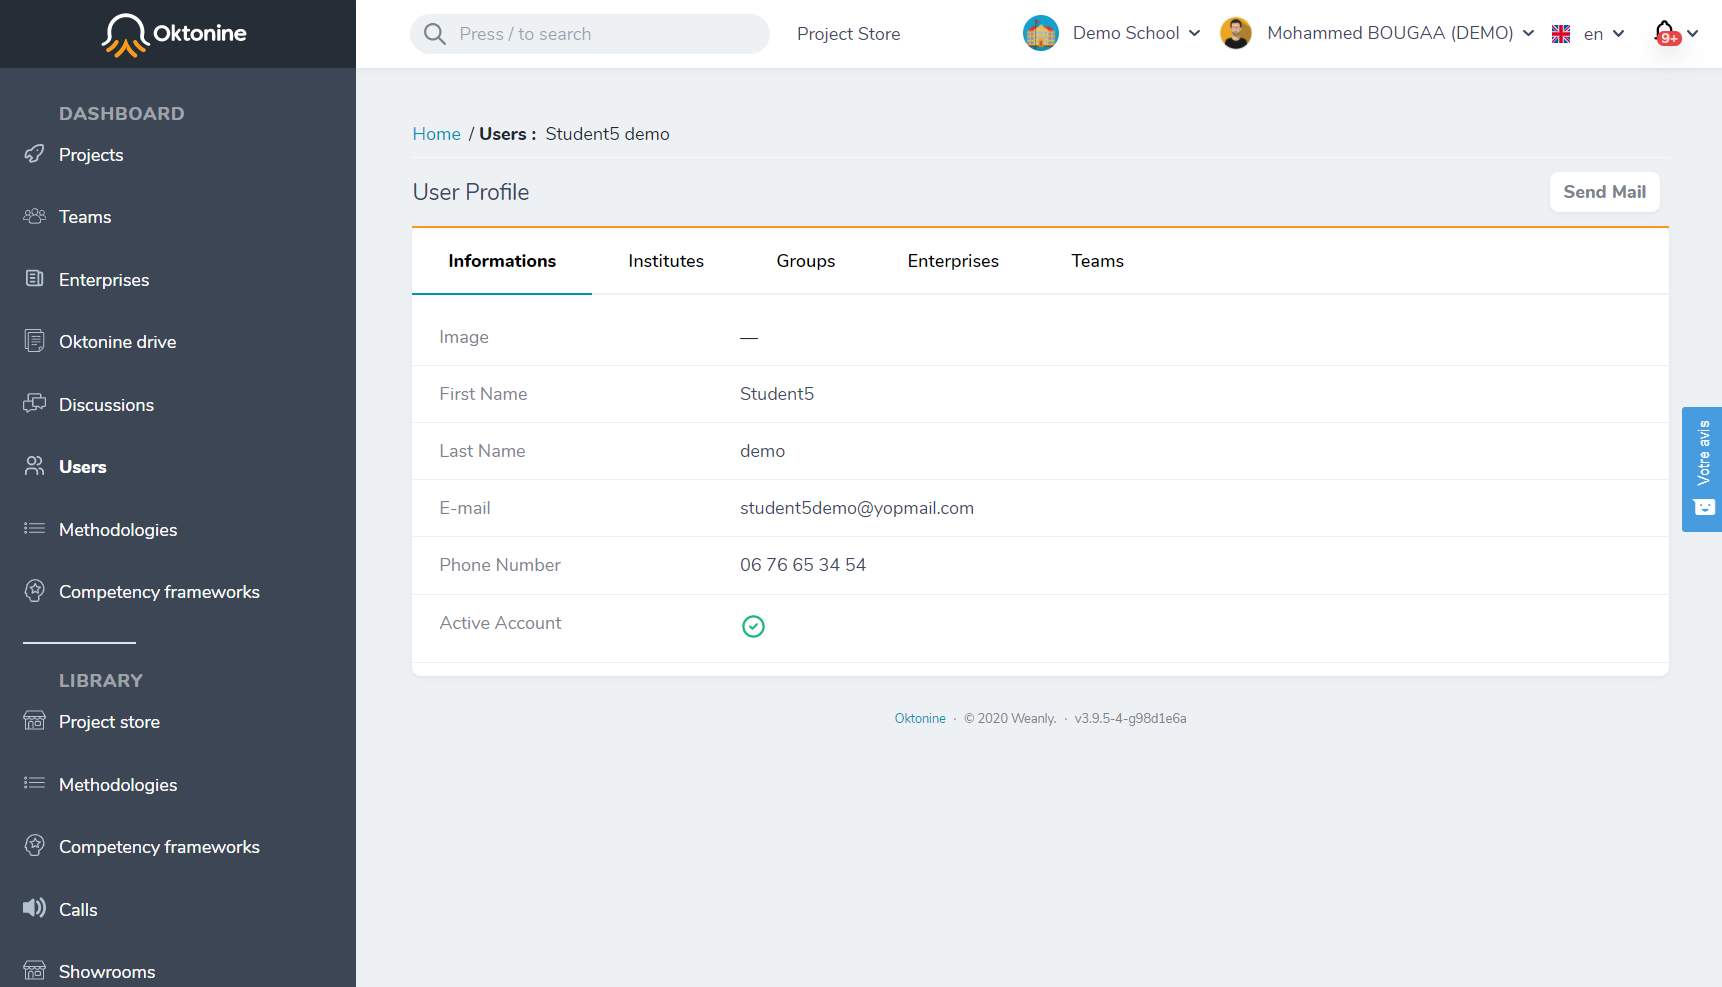 Oktonine
Press / to search
Project Store
Demo School
Mohammed BOUGAA (DEMO)
en
9+
DASHBOARD
Projects
Teams
Enterprises
Oktonine drive
Discussions
Users
Methodologies
Competency frameworks
LIBRARY
Project store
Methodologies
Competency frameworks
Calls
Showrooms
Home / Users : Student5 demo
User Profile
Send Mail
Informations Institutes Groups Enterprises Teams
Image —
First Name Student5
Last Name demo
E-mail student5demo@yopmail.com
Phone Number 06 76 65 34 54
Active Account
Votre avis
Oktonine · © 2020 Weanly. · v3.9.5-4-g98d1e6a